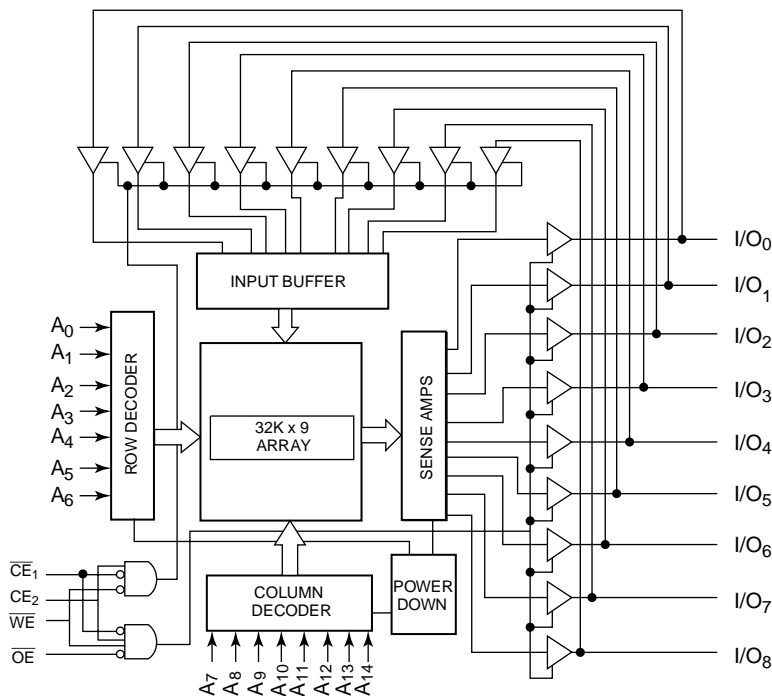 INPUT BUFFER
A0
A1
A2
A3
A4
A5
A6
ROW DECODER
32K x 9
ARRAY
SENSE AMPS
I/O0
I/O1
I/O2
I/O3
I/O4
I/O5
I/O6
I/O7
I/O8
CE1
CE2
WE
OE
COLUMN
DECODER
POWER
DOWN
A7
A8
A9
A10
A11
A12
A13
A14